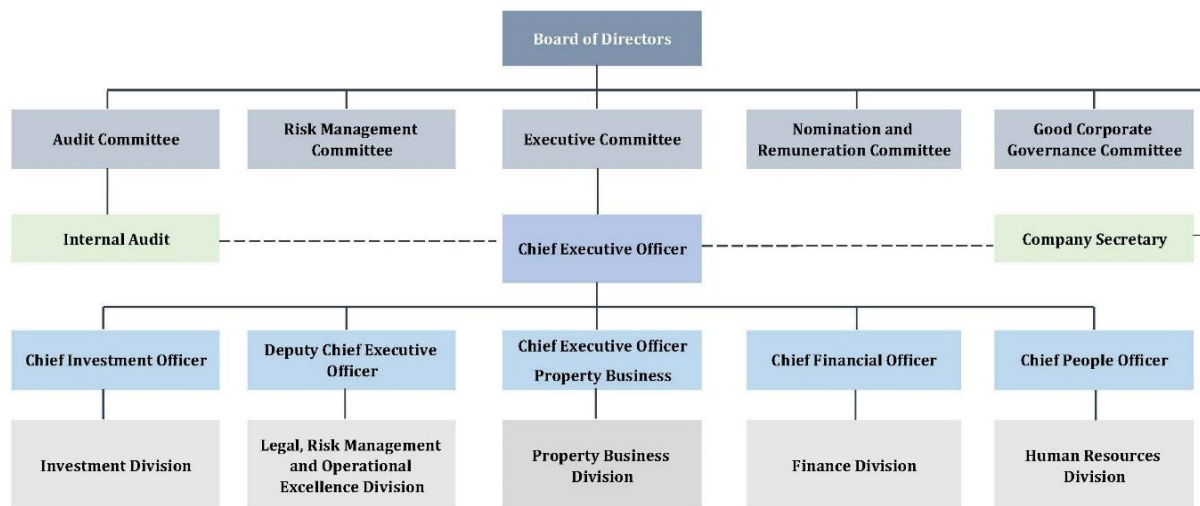 Board of Directors
Audit Committee
Risk Management
Committee
Executive Committee
Nomination and
Remuneration Committee
Good Corporate
Governance Committee
Internal Audit
Chief Executive Officer
Company Secretary
Chief Investment Officer
Deputy Chief Executive
Officer
Chief Executive Officer
Property Business
Chief Financial Officer
Chief People Officer
Investment Division
Legal, Risk Management
and Operational
Excellence Division
Property Business
Division
Finance Division
Human Resources
Division